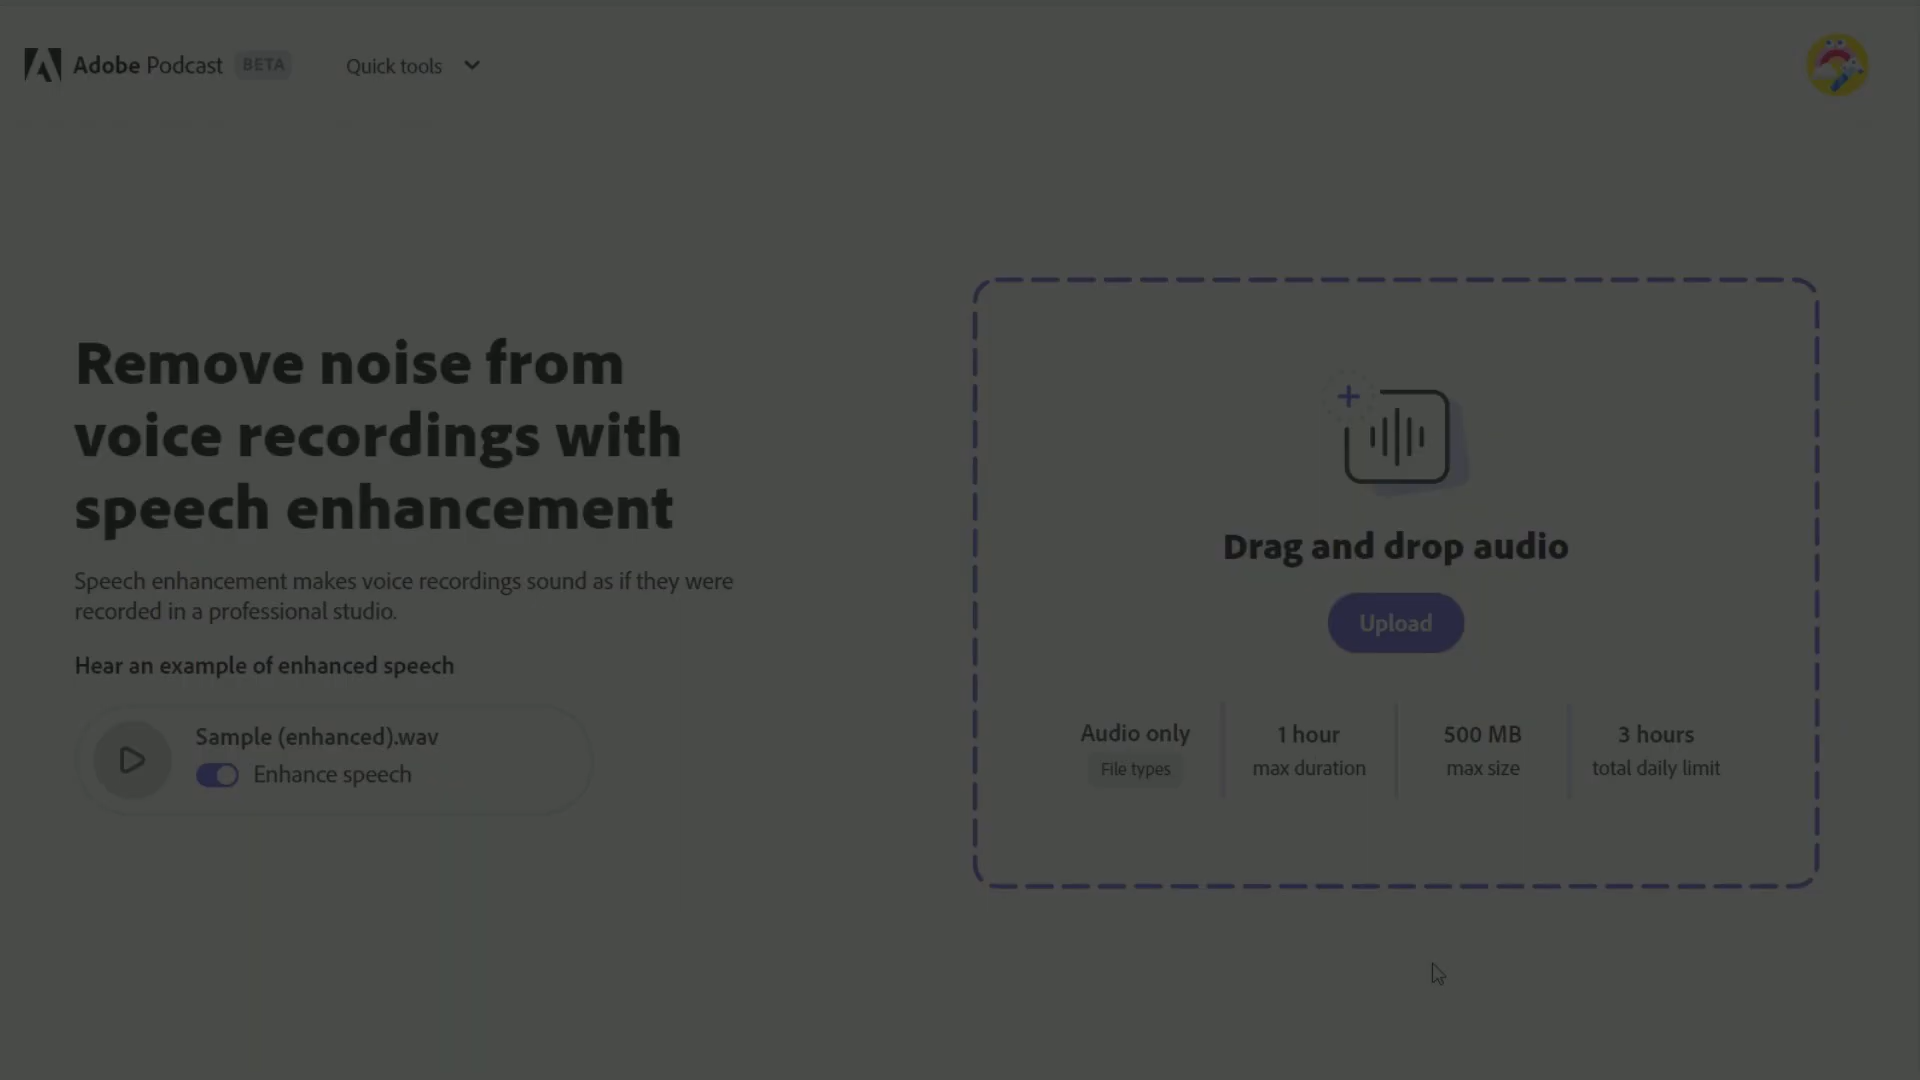 Adobe Podcast BETA
Quick tools
Remove noise from
voice recordings with
speech enhancement
Speech enhancement makes voice recordings sound as if they were
recorded in a professional studio.
Hear an example of enhanced speech
Sample (enhanced).wav
Enhance speech
Drag and drop audio
Upload
Audio only
File types
1 hour
max duration
500 MB
max size
3 hours
total daily limit